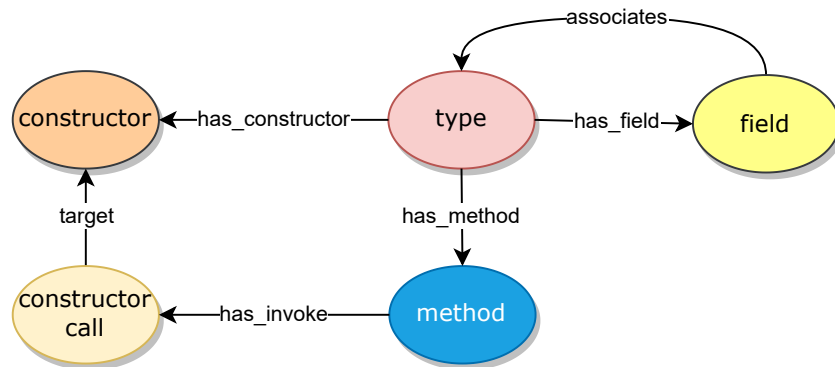 associates
constructor
has_constructor
type
has_field
field
target
has_method
constructor
call
has_invoke
method